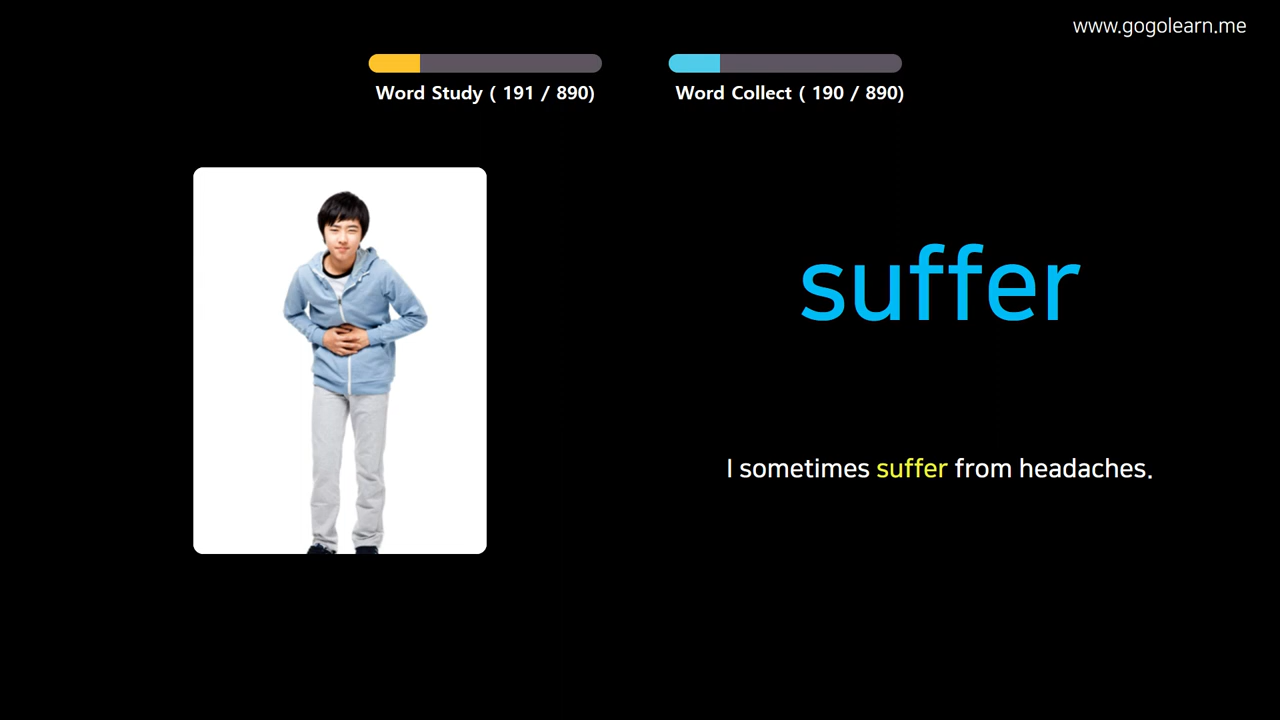 www.gogolearn.me
Word Study ( 191 / 890)
Word Collect ( 190 / 890)
suffer
I sometimes suffer from headaches.